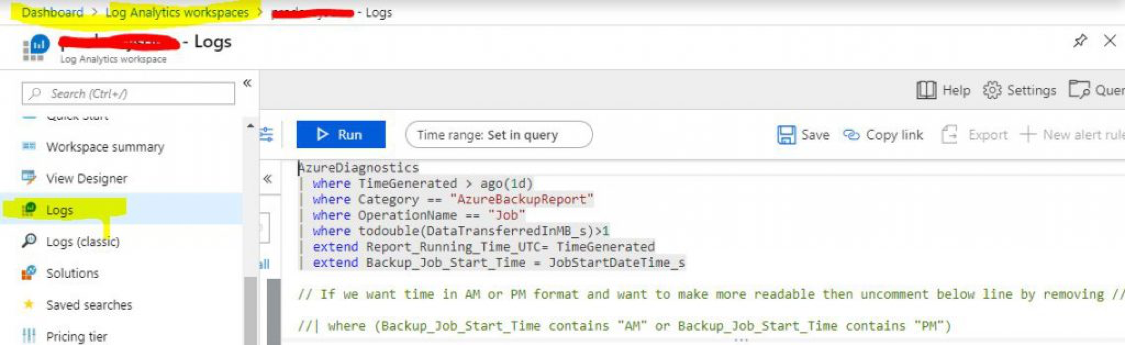 Dashboard > Log Analytics workspaces > - Logs
- Logs
Log Analytics workspace
Search (Ctrl+/)
Help Settings
Quick Start
Workspace summary
View Designer
Logs
Logs (classic)
Solutions
Saved searches
Pricing tier
Run Time range: Set in query Save Copy link Export New alert rule
AzureDiagnostics
| where TimeGenerated > ago(1d)
| where Category == "AzureBackupReport"
| where OperationName == "Job"
| where todouble(DataTransferredInMB_s)>1
| extend Report_Running_Time_UTC= TimeGenerated
| extend Backup_Job_Start_Time = JobStartDateTime_s
// If we want time in AM or PM format and want to make more readable then uncomment below line by removing //
//| where (Backup_Job_Start_Time contains "AM" or Backup_Job_Start_Time contains "PM")